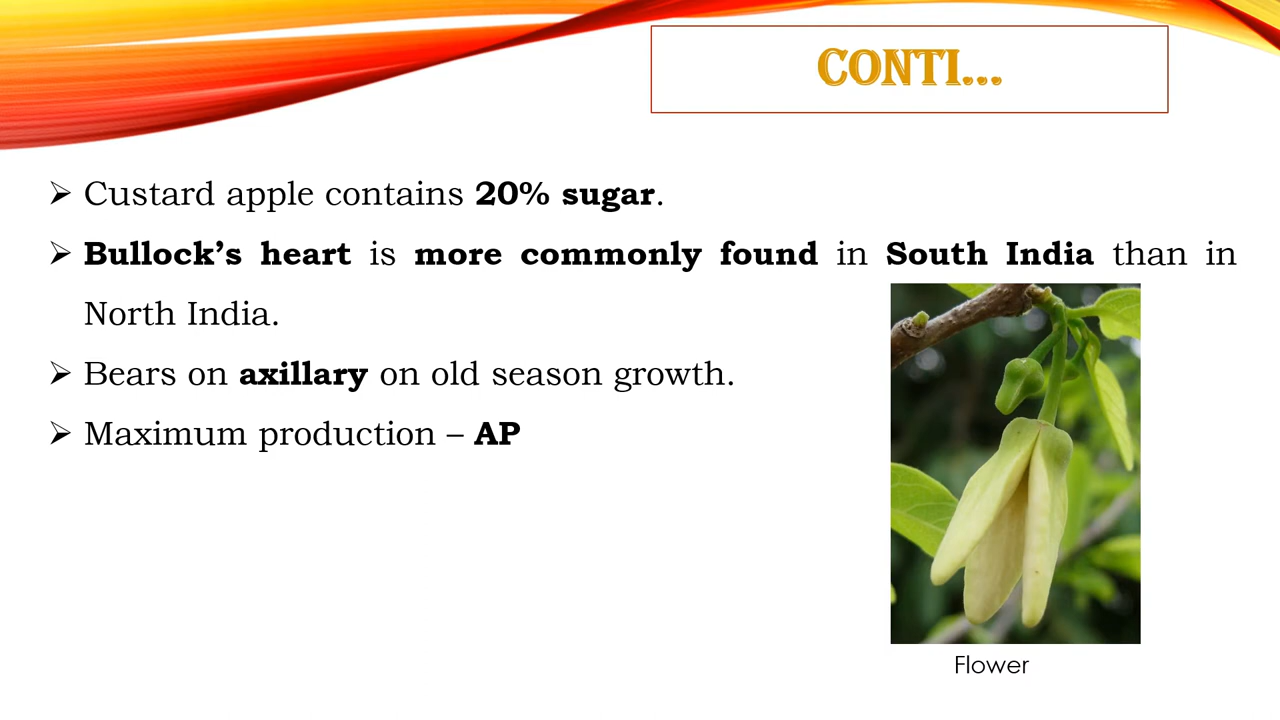 CONTI...
➢ Custard apple contains 20% sugar.
➢ Bullock’s heart is more commonly found in South India than in
North India.
➢ Bears on axillary on old season growth.
➢ Maximum production – AP
Flower